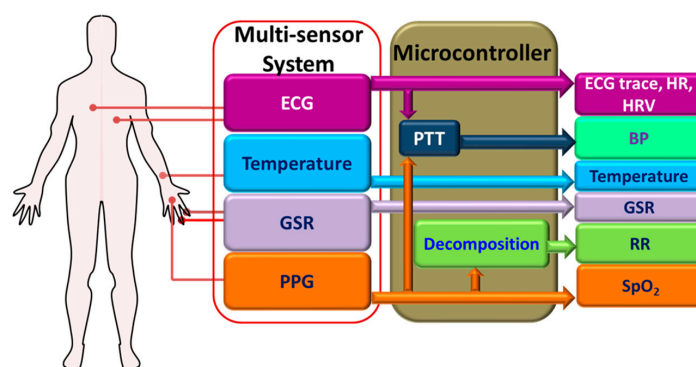 Multi-sensor
System
Microcontroller
ECG
ECG trace, HR,
HRV
PTT
BP
Temperature
Temperature
GSR
GSR
Decomposition
RR
PPG
SpO₂